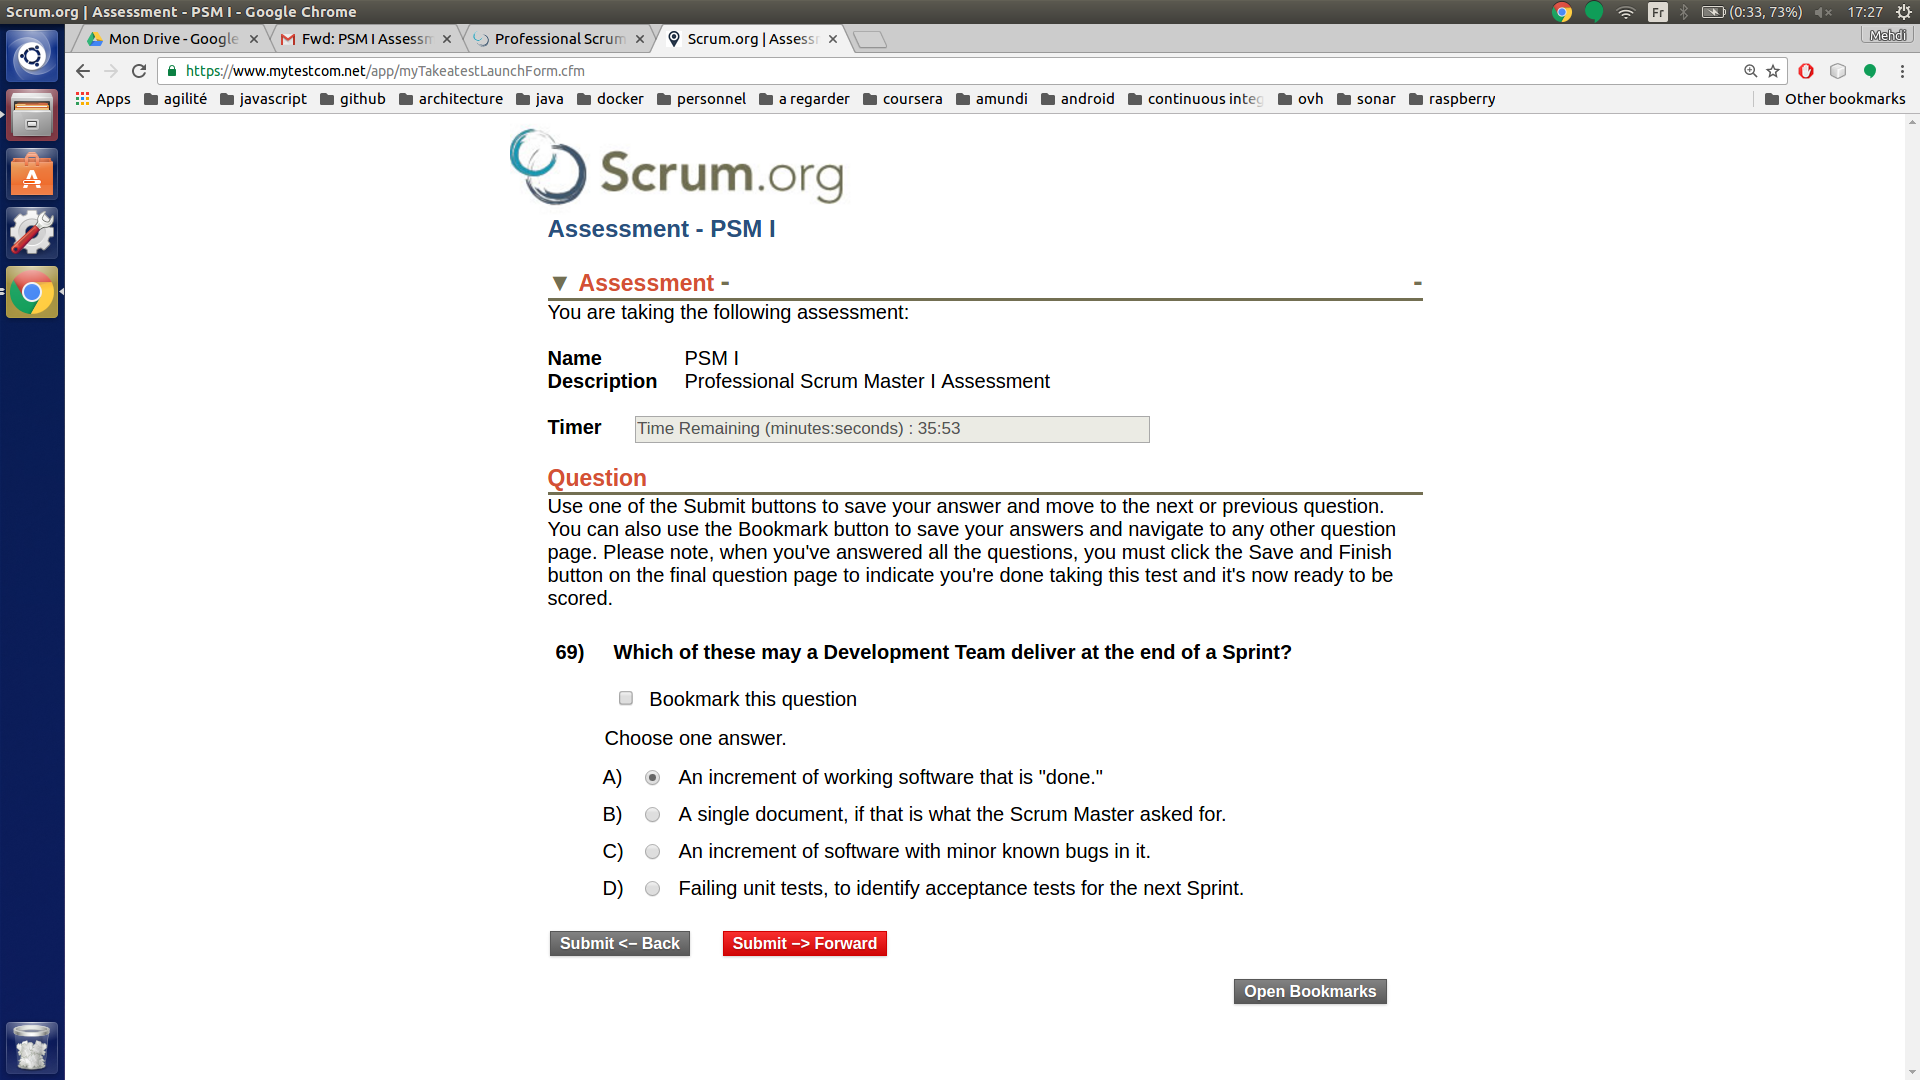 Scrum.org | Assessment - PSM I - Google Chrome
Fr
(0:33, 73%)
17:27
Mon Drive - Google
Fwd: PSM I Assessm
Professional Scrum
Scrum.org | Assess
Mehdi
https://www.mytestcom.net/app/myTakeatestLaunchForm.cfm
Apps
agilité
javascript
github
architecture
java
docker
personnel
a regarder
coursera
amundi
android
continuous integ
ovh
sonar
raspberry
Other bookmarks
Scrum.org
Assessment - PSM I
▼ Assessment -
-
You are taking the following assessment:
Name PSM I
Description Professional Scrum Master I Assessment
Timer Time Remaining (minutes:seconds) : 35:53
Question
Use one of the Submit buttons to save your answer and move to the next or previous question.
You can also use the Bookmark button to save your answers and navigate to any other question
page. Please note, when you've answered all the questions, you must click the Save and Finish
button on the final question page to indicate you're done taking this test and it's now ready to be
scored.
69) Which of these may a Development Team deliver at the end of a Sprint?
Bookmark this question
Choose one answer.
A) An increment of working software that is "done."
B) A single document, if that is what the Scrum Master asked for.
C) An increment of software with minor known bugs in it.
D) Failing unit tests, to identify acceptance tests for the next Sprint.
Submit <− Back
Submit −> Forward
Open Bookmarks